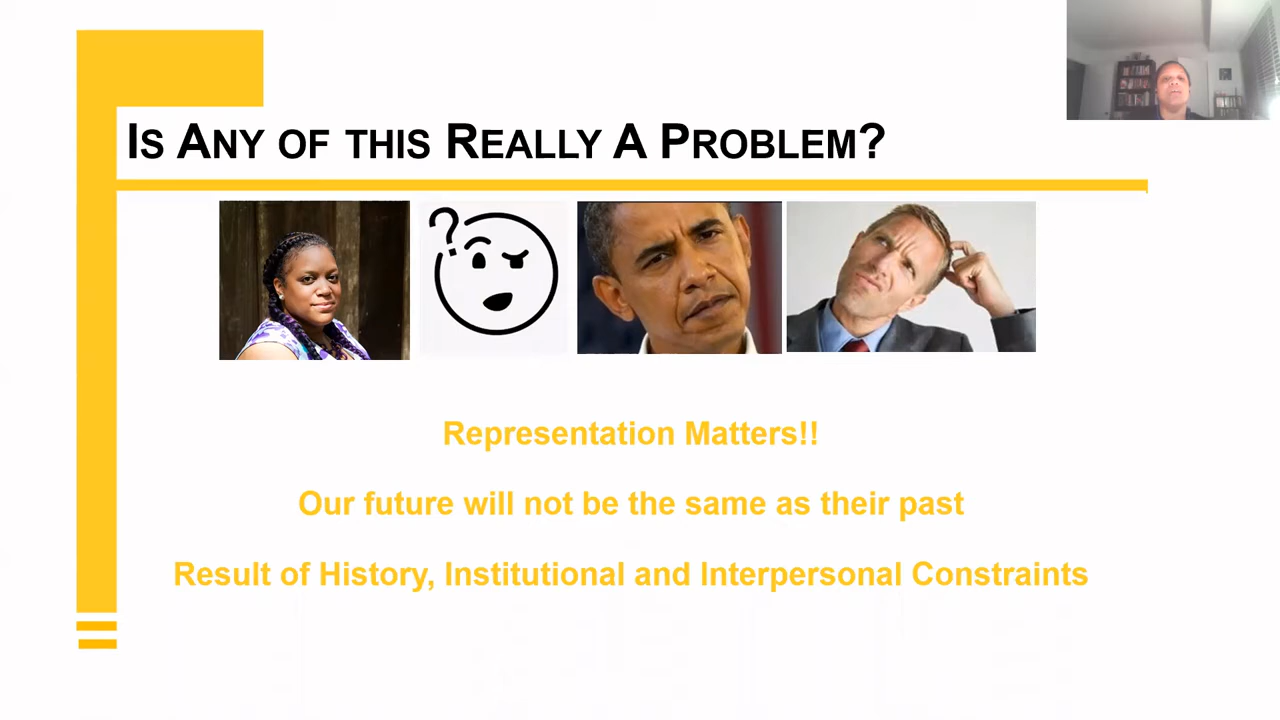 Is Any of this Really A Problem?
?
Representation Matters!!
Our future will not be the same as their past
Result of History, Institutional and Interpersonal Constraints